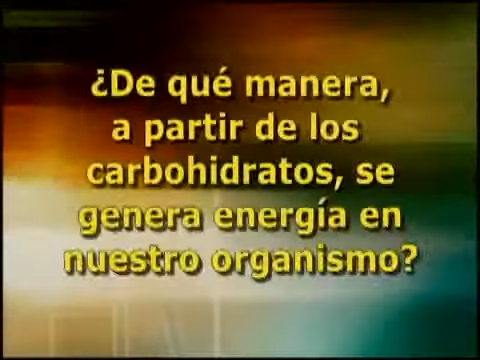 ¿De qué manera,
a partir de los
carbohidratos, se
genera energía en
nuestro organismo?